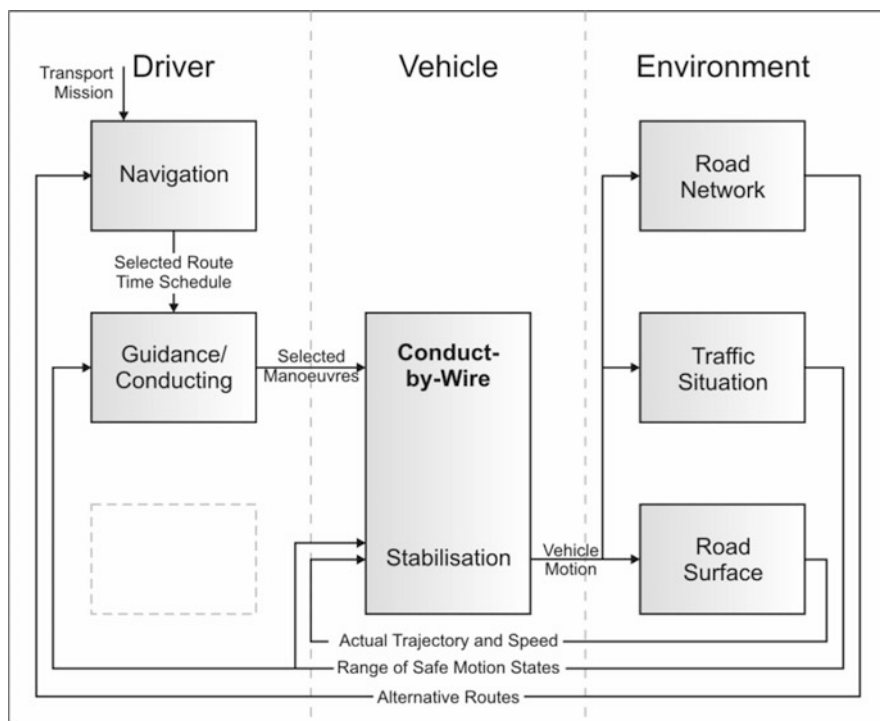 Driver
Vehicle
Environment
Transport
Mission
Navigation
Road
Network
Selected Route
Time Schedule
Guidance/
Conducting
Selected
Manoeuvres
Conduct-
by-Wire
Traffic
Situation
Stabilisation
Vehicle
Motion
Road
Surface
Actual Trajectory and Speed
Range of Safe Motion States
Alternative Routes